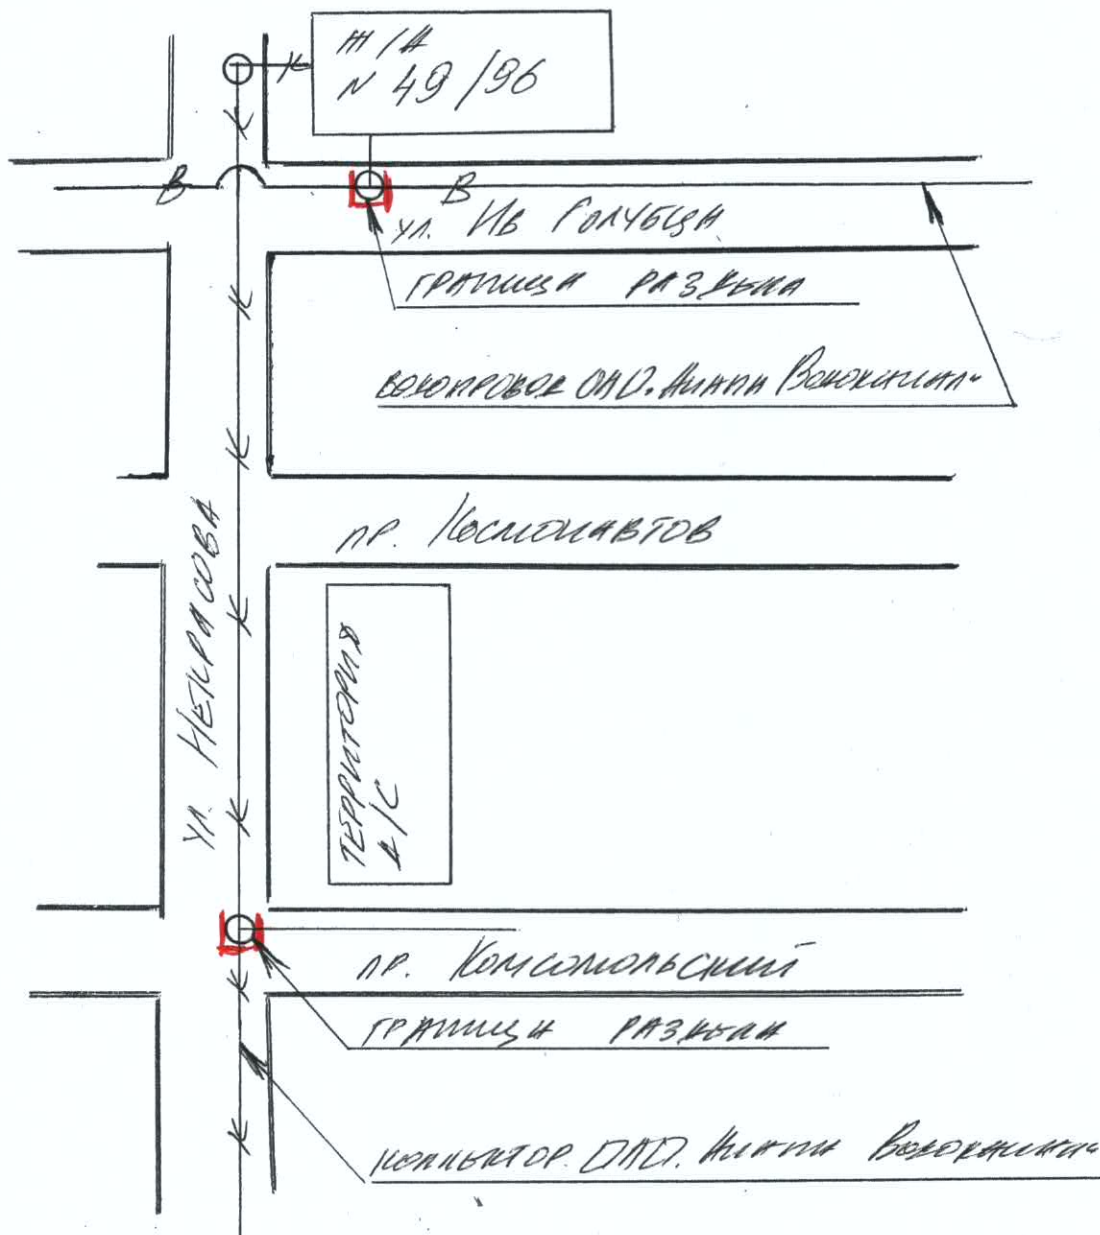 Ж/Д
N 49/96
К
К
В
В
ул. Ив Голубца
граница раздела
К
водопровод ОАО. Анапа Водоканал"
К
пр. Космонавтов
ул. Некрасова
К
Территория
Д/С
К
пр. Комсомольский
К
граница раздела
К
коллектор. ОАО. Анапа Водоканал"